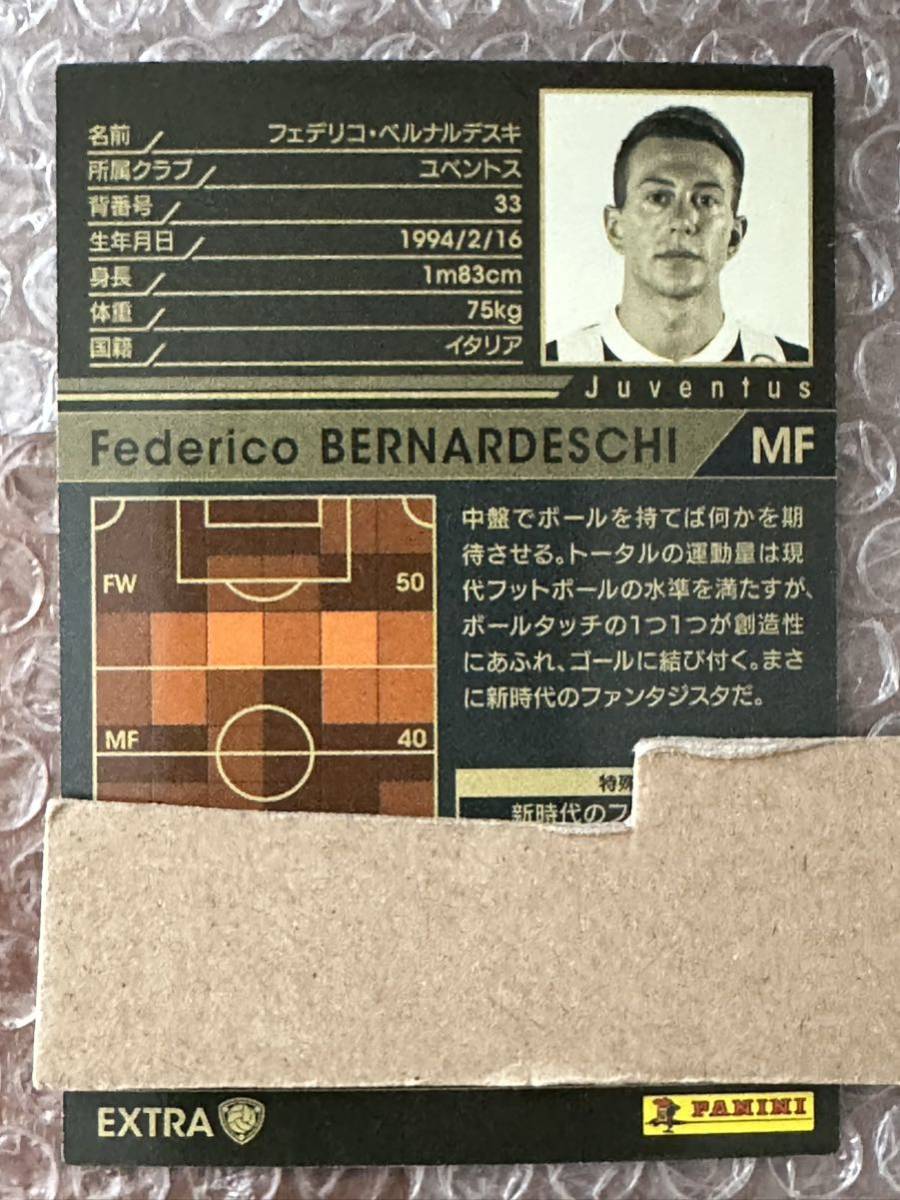 名前 フェデリコ・ベルナルデスキ
所属クラブ ユベントス
背番号 33
生年月日 1994/2/16
身長 1m83cm
体重 75kg
国籍 イタリア
Juventus
Federico BERNARDESCHI MF
FW 50
MF 40
中盤でボールを持てば何かを期
待させる。トータルの運動量は現
代フットボールの水準を満たすが、
ボールタッチの1つ1つが創造性
にあふれ、ゴールに結び付く。まさ
に新時代のファンタジスタだ。
特殊
新時代のフ
EXTRA
PANINI